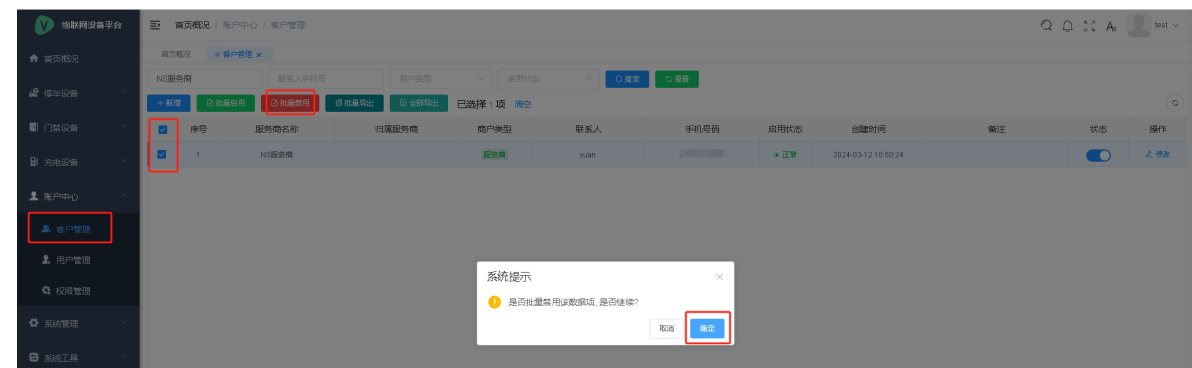 物联网设备平台
首页概况 / 账户中心 / 客户管理
test
首页概况
停车设备
门禁设备
充电设备
账户中心
客户管理
用户管理
权限管理
系统管理
系统工具
首页概况 客户管理 ×
NS服务商 联系人手机号 商户类型 启用状态 搜索 重置
+ 新增 批量启用 批量禁用 批量导出 全部导出 已选择 1 项 清空
序号 服务商名称 归属服务商 商户类型 联系人 手机号码 启用状态 创建时间 备注 状态 操作
1 NS服务商 服务商 yuan 正常 2024-03-12 10:50:24 修改
系统提示
是否批量禁用该数据项, 是否继续?
取消 确定